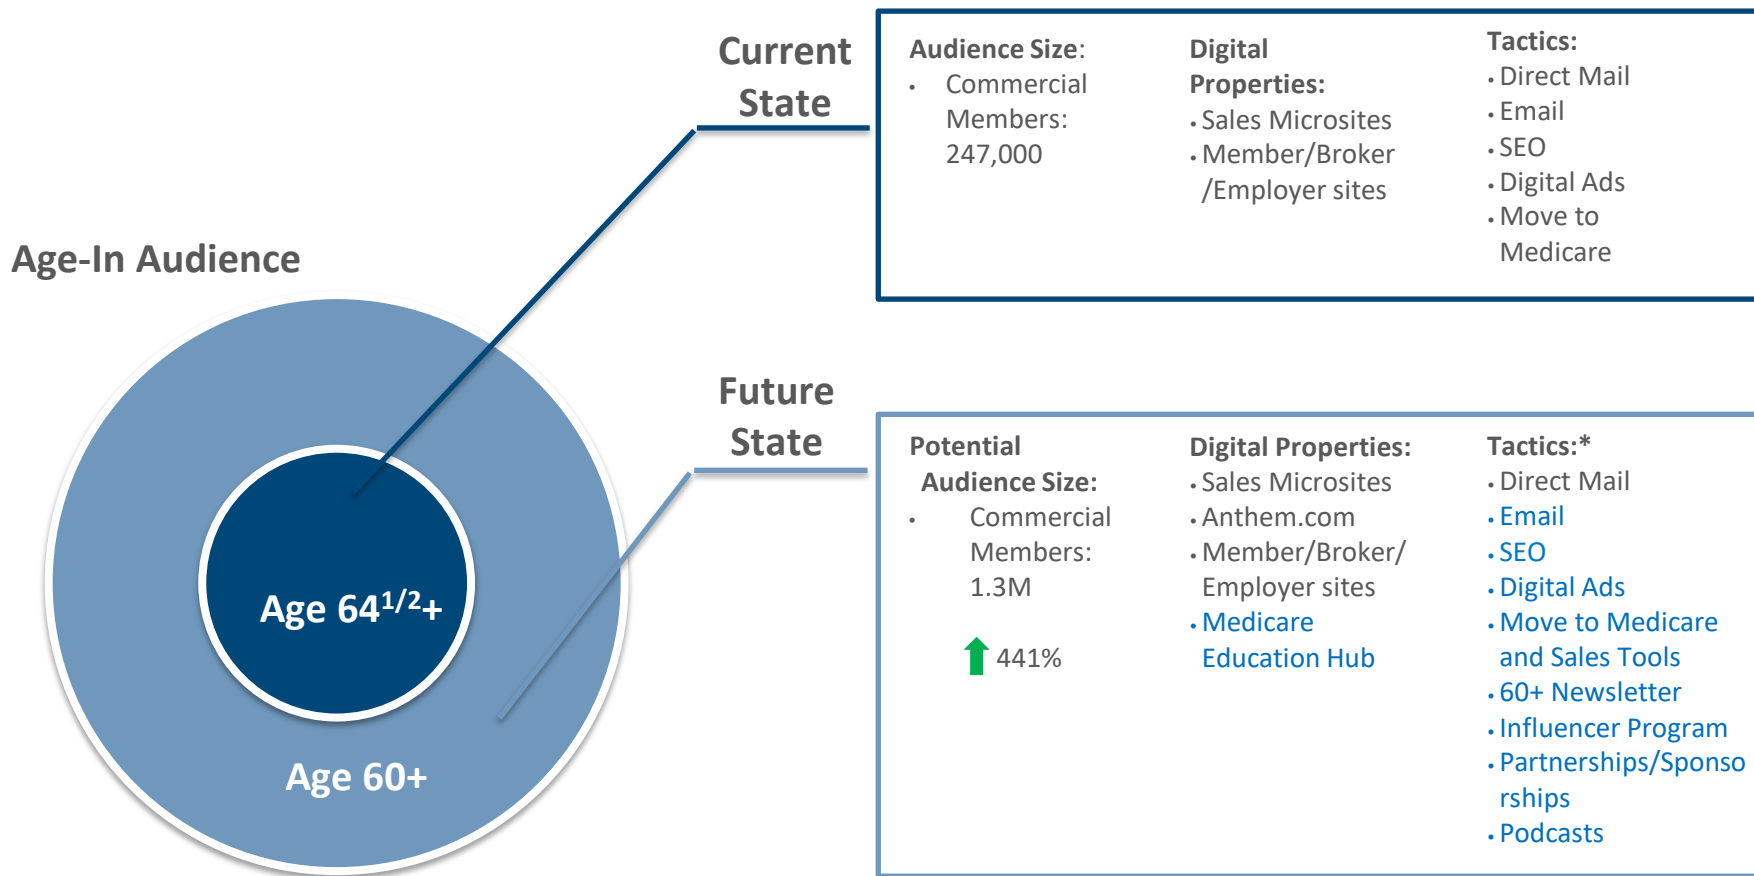 Age-In Audience
Age 641/2+
Age 60+
Current
State
Audience Size:
• Commercial
Members:
247,000
Digital
Properties:
• Sales Microsites
• Member/Broker
/Employer sites
Tactics:
• Direct Mail
• Email
• SEO
• Digital Ads
• Move to
Medicare
Future
State
Potential
Audience Size:
• Commercial
Members:
1.3M
441%
Digital Properties:
• Sales Microsites
• Anthem.com
• Member/Broker/
Employer sites
• Medicare
Education Hub
Tactics:*
• Direct Mail
• Email
• SEO
• Digital Ads
• Move to Medicare
and Sales Tools
• 60+ Newsletter
• Influencer Program
• Partnerships/Sponso
rships
• Podcasts